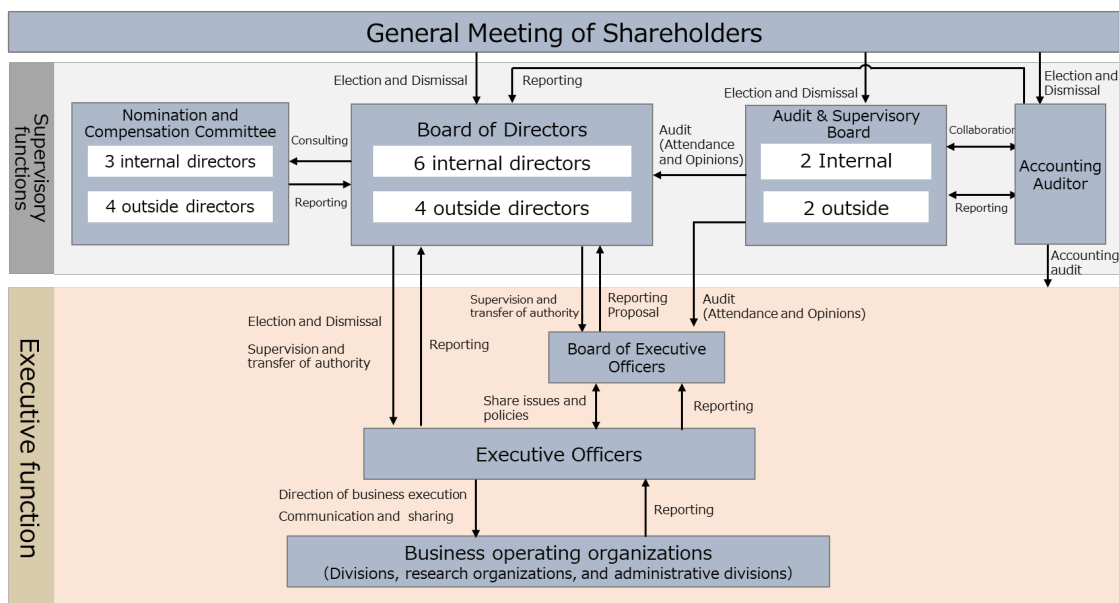 General Meeting of Shareholders
Supervisory
functions
Election and Dismissal
Reporting
Election and Dismissal
Election and
Dismissal
Nomination and
Compensation Committee
3 internal directors
4 outside directors
Consulting
Reporting
Board of Directors
6 internal directors
4 outside directors
Audit
(Attendance
and Opinions)
Audit & Supervisory
Board
2 Internal
2 outside
Collaboration
Reporting
Accounting
Auditor
Accounting
audit
Executive function
Election and Dismissal
Supervision and
transfer of authority
Reporting
Supervision and
transfer of authority
Reporting
Proposal
Audit
(Attendance and Opinions)
Board of Executive
Officers
Share issues and
policies
Reporting
Executive Officers
Direction of business execution
Communication and sharing
Reporting
Business operating organizations
(Divisions, research organizations, and administrative divisions)